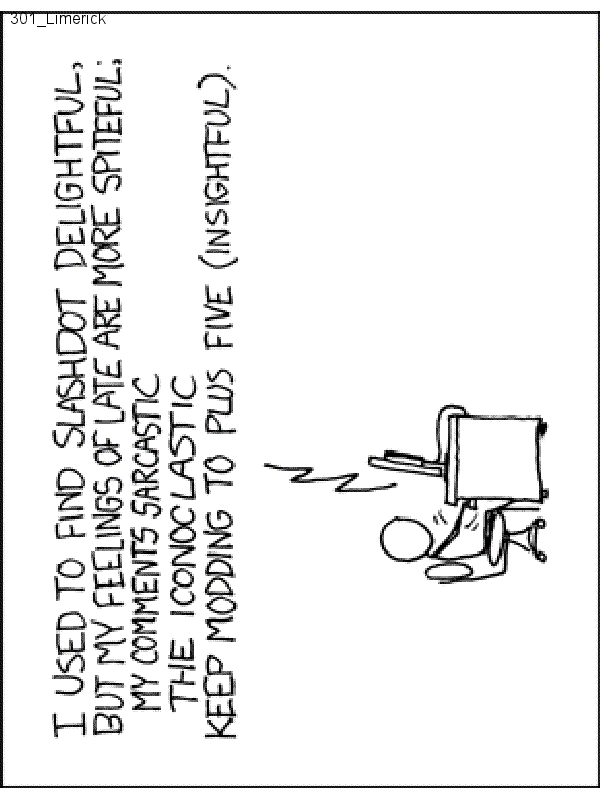 301_Limerick
I USED TO FIND SLASHDOT DELIGHTFUL,
BUT MY FEELINGS OF LATE ARE MORE SPITEFUL;
MY COMMENTS SARCASTIC
THE ICONOCLASTIC
KEEP MODDING TO PLUS FIVE (INSIGHTFUL).